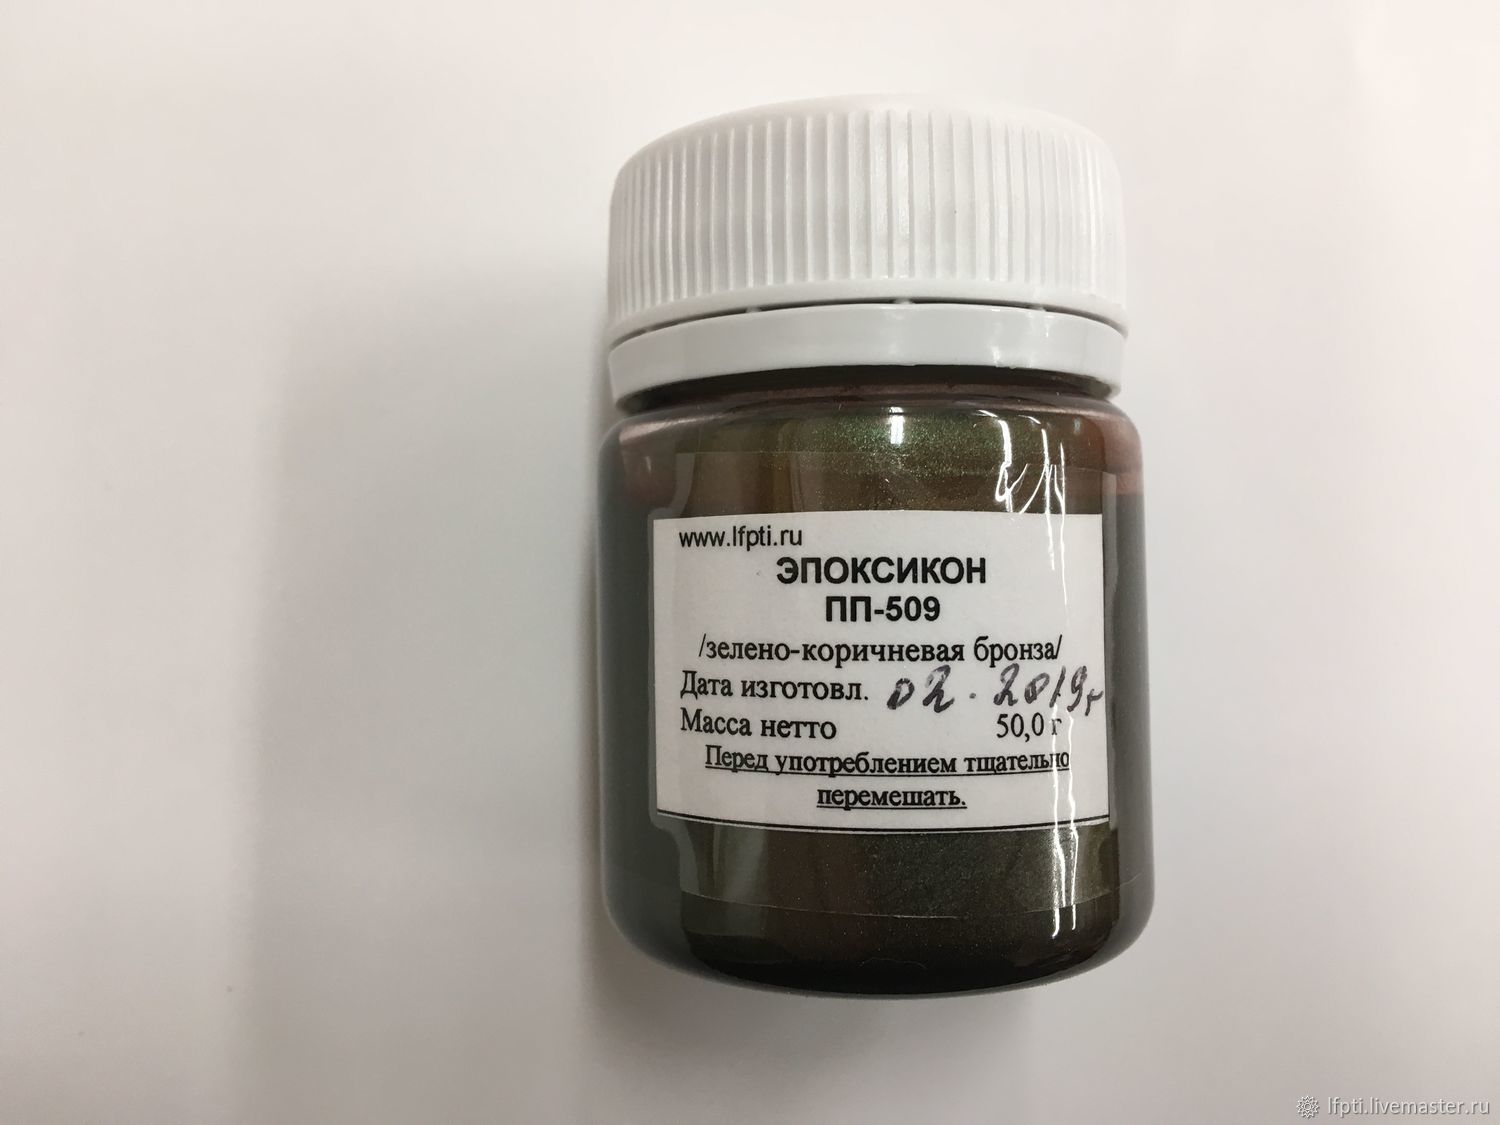 www.lfpti.ru
ЭПОКСИКОН
ПП-509
/зелено-коричневая бронза/
Дата изготовл. 02.2019г
Масса нетто 50,0 г
Перед употреблением тщательно
перемешать.
lfpti.livemaster.ru